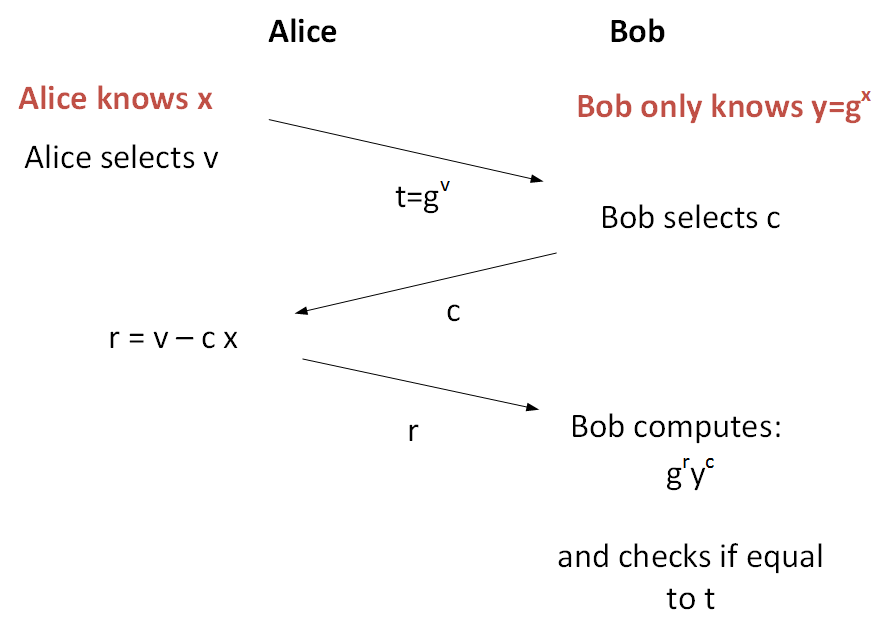 Alice
Bob
Alice knows x
Bob only knows y=gˣ
Alice selects v
t=gᵛ
Bob selects c
c
r = v – c x
r
Bob computes:
gʳyᶜ
and checks if equal
to t